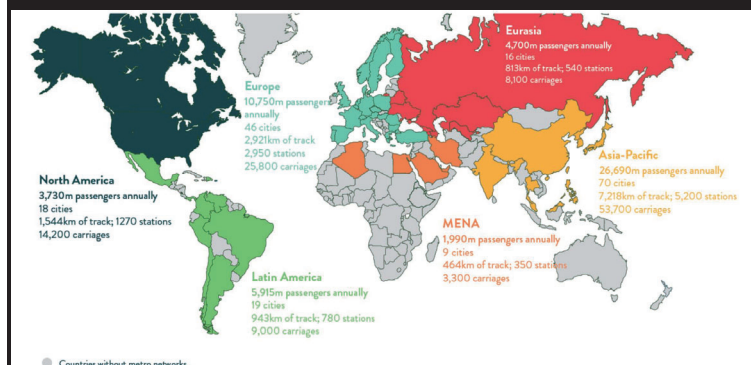 Eurasia
4,700m passengers annually
16 cities
813km of track; 540 stations
8,100 carriages
Europe
10,750m passengers
annually
46 cities
2,921km of track
2,950 stations
25,800 carriages
Asia-Pacific
26,690m passengers annually
70 cities
7,218km of track; 5,200 stations
53,700 carriages
North America
3,730m passengers annually
18 cities
1,544km of track; 1270 stations
14,200 carriages
MENA
1,990m passengers annually
9 cities
464km of track; 350 stations
3,300 carriages
Latin America
5,915m passengers annually
19 cities
943km of track; 780 stations
9,000 carriages
Countries without metro networks